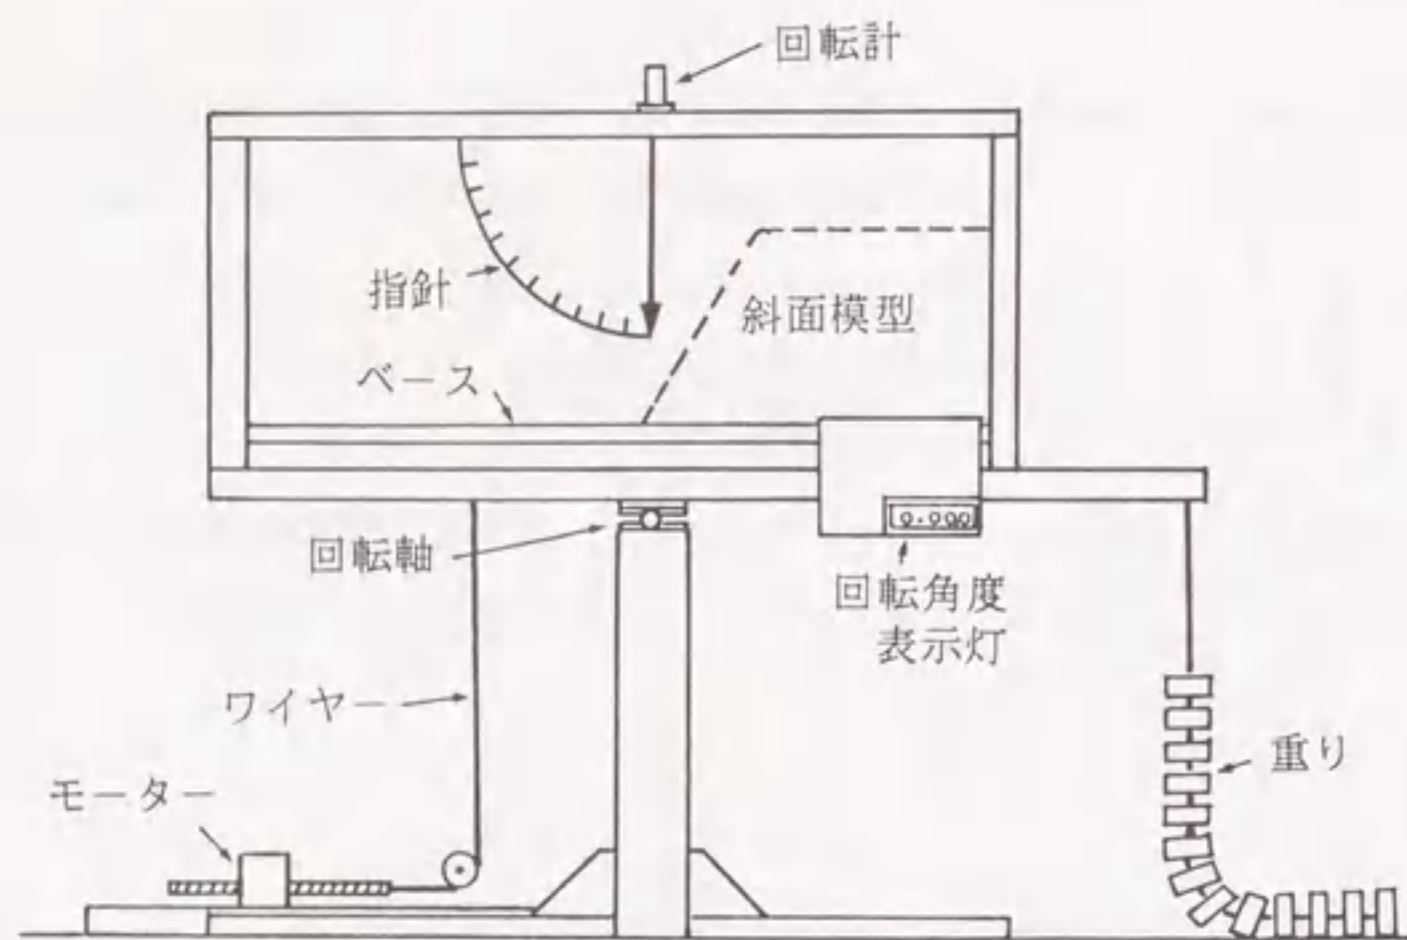 回転計
指針
斜面模型
ベース
回転軸
回転角度
表示灯
ワイヤー
重り
モーター